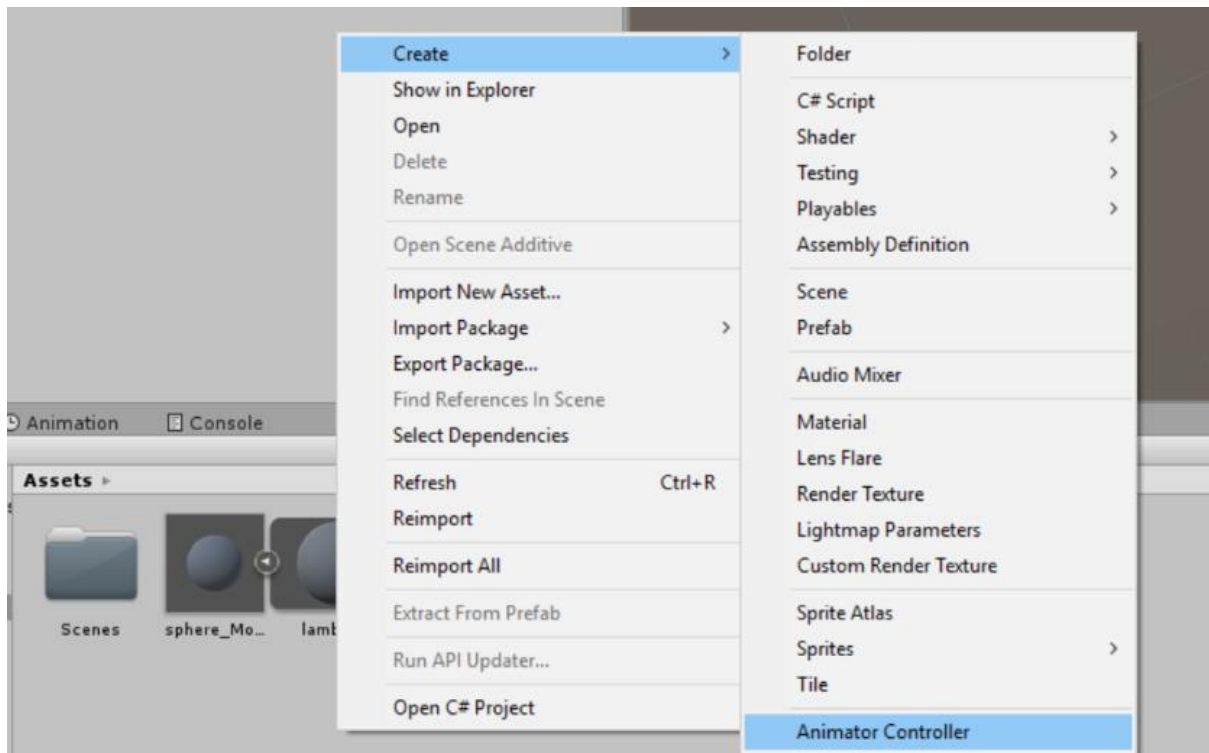 Create
Show in Explorer
Open
Delete
Rename
Open Scene Additive
Import New Asset...
Import Package
Export Package...
Find References In Scene
Select Dependencies
Refresh Ctrl+R
Reimport
Reimport All
Extract From Prefab
Run API Updater...
Open C# Project
Folder
C# Script
Shader
Testing
Playables
Assembly Definition
Scene
Prefab
Audio Mixer
Material
Lens Flare
Render Texture
Lightmap Parameters
Custom Render Texture
Sprite Atlas
Sprites
Tile
Animator Controller
Animation Console
Assets
Scenes sphere_Mo...